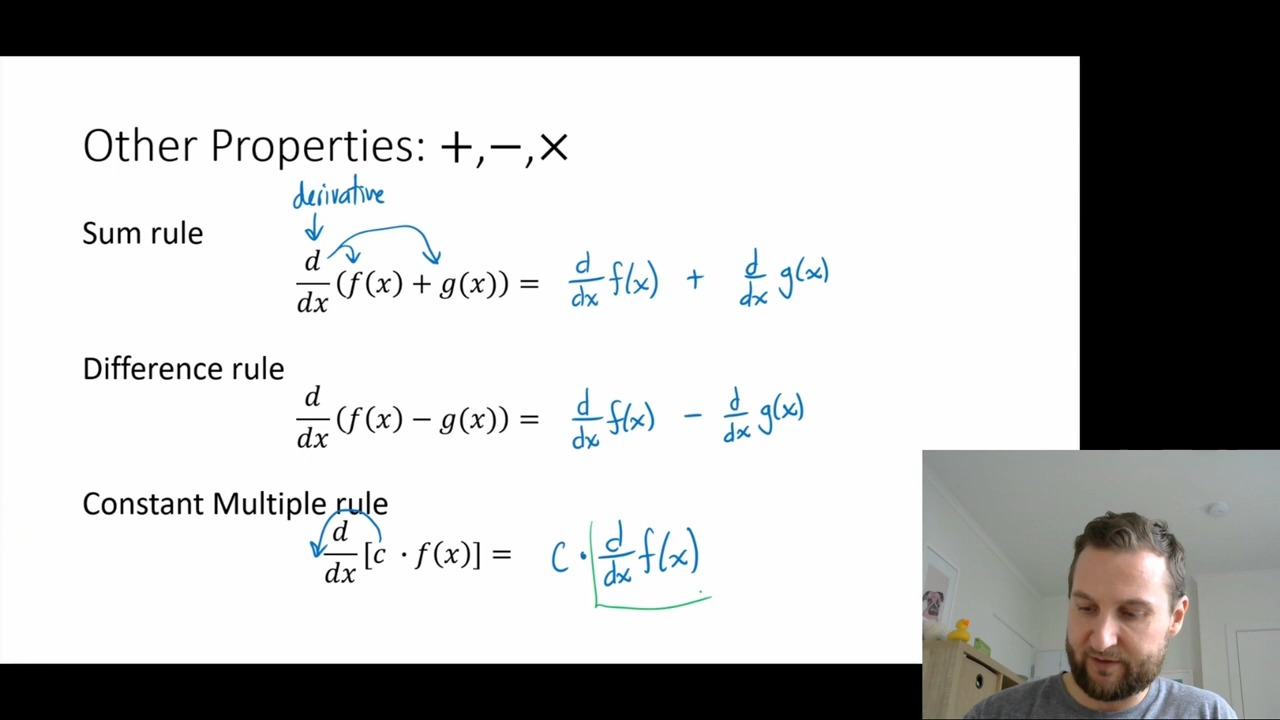 Other Properties: +,−,×
derivative
Sum rule
d/dx (f(x) + g(x)) = d/dx f(x) + d/dx g(x)
Difference rule
d/dx (f(x) − g(x)) = d/dx f(x) − d/dx g(x)
Constant Multiple rule
d/dx [c · f(x)] = c · d/dx f(x)